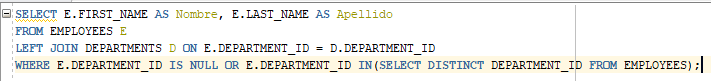 SELECT E.FIRST_NAME AS Nombre, E.LAST_NAME AS Apellido
FROM EMPLOYEES E
LEFT JOIN DEPARTMENTS D ON E.DEPARTMENT_ID = D.DEPARTMENT_ID
WHERE E.DEPARTMENT_ID IS NULL OR E.DEPARTMENT_ID IN(SELECT DISTINCT DEPARTMENT_ID FROM EMPLOYEES);